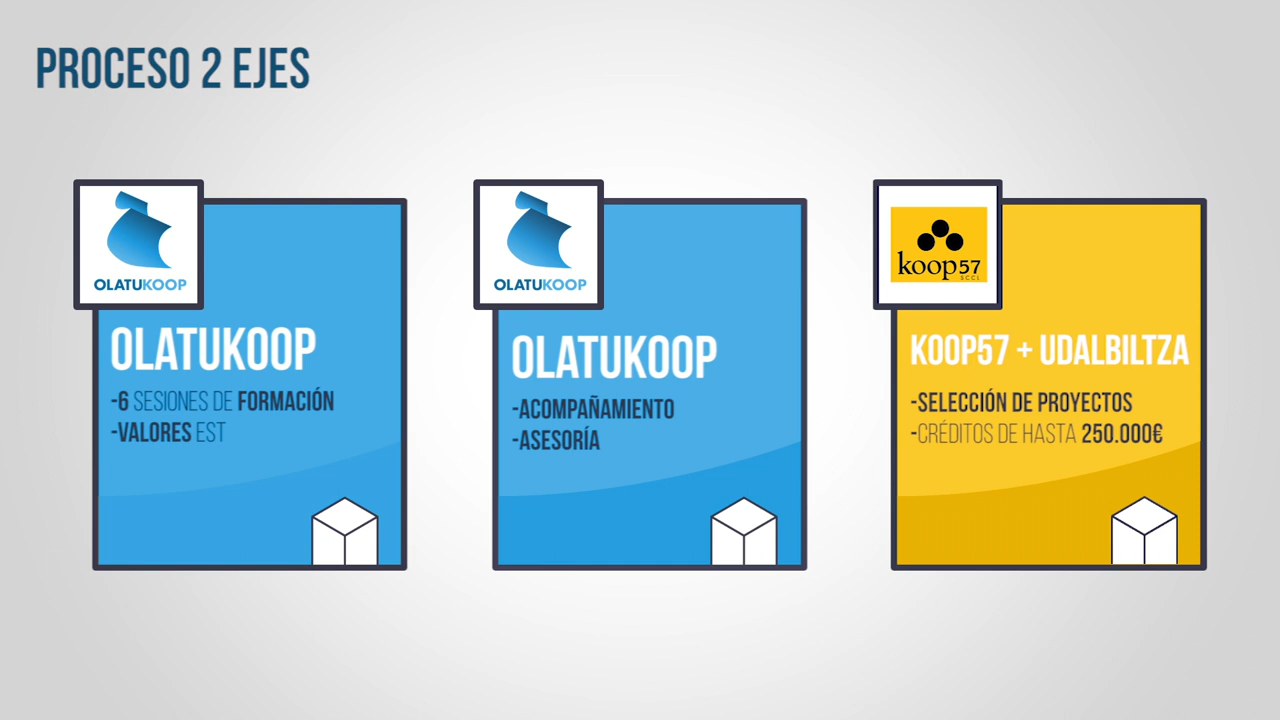 PROCESO 2 EJES
OLATUKOOP
OLATUKOOP
-6 SESIONES DE FORMACIÓN
-VALORES EST
OLATUKOOP
OLATUKOOP
-ACOMPAÑAMIENTO
-ASESORÍA
koop57
SCCL
KOOP57 + UDALBILTZA
-SELECCIÓN DE PROYECTOS
-CRÉDITOS DE HASTA 250.000€